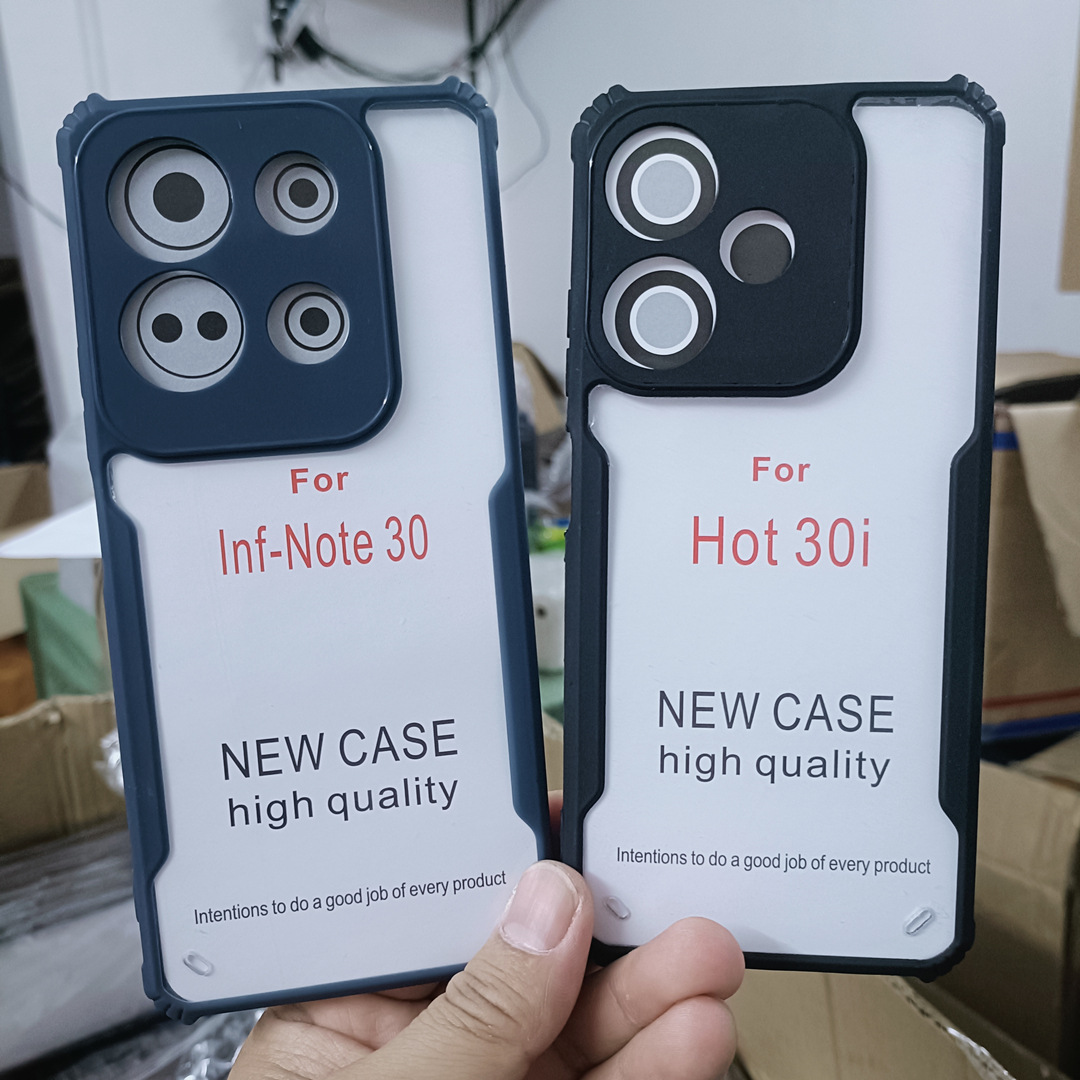 For
Inf-Note 30
NEW CASE
high quality
Intentions to do a good job of every product
For
Hot 30i
NEW CASE
high quality
Intentions to do a good job of every product